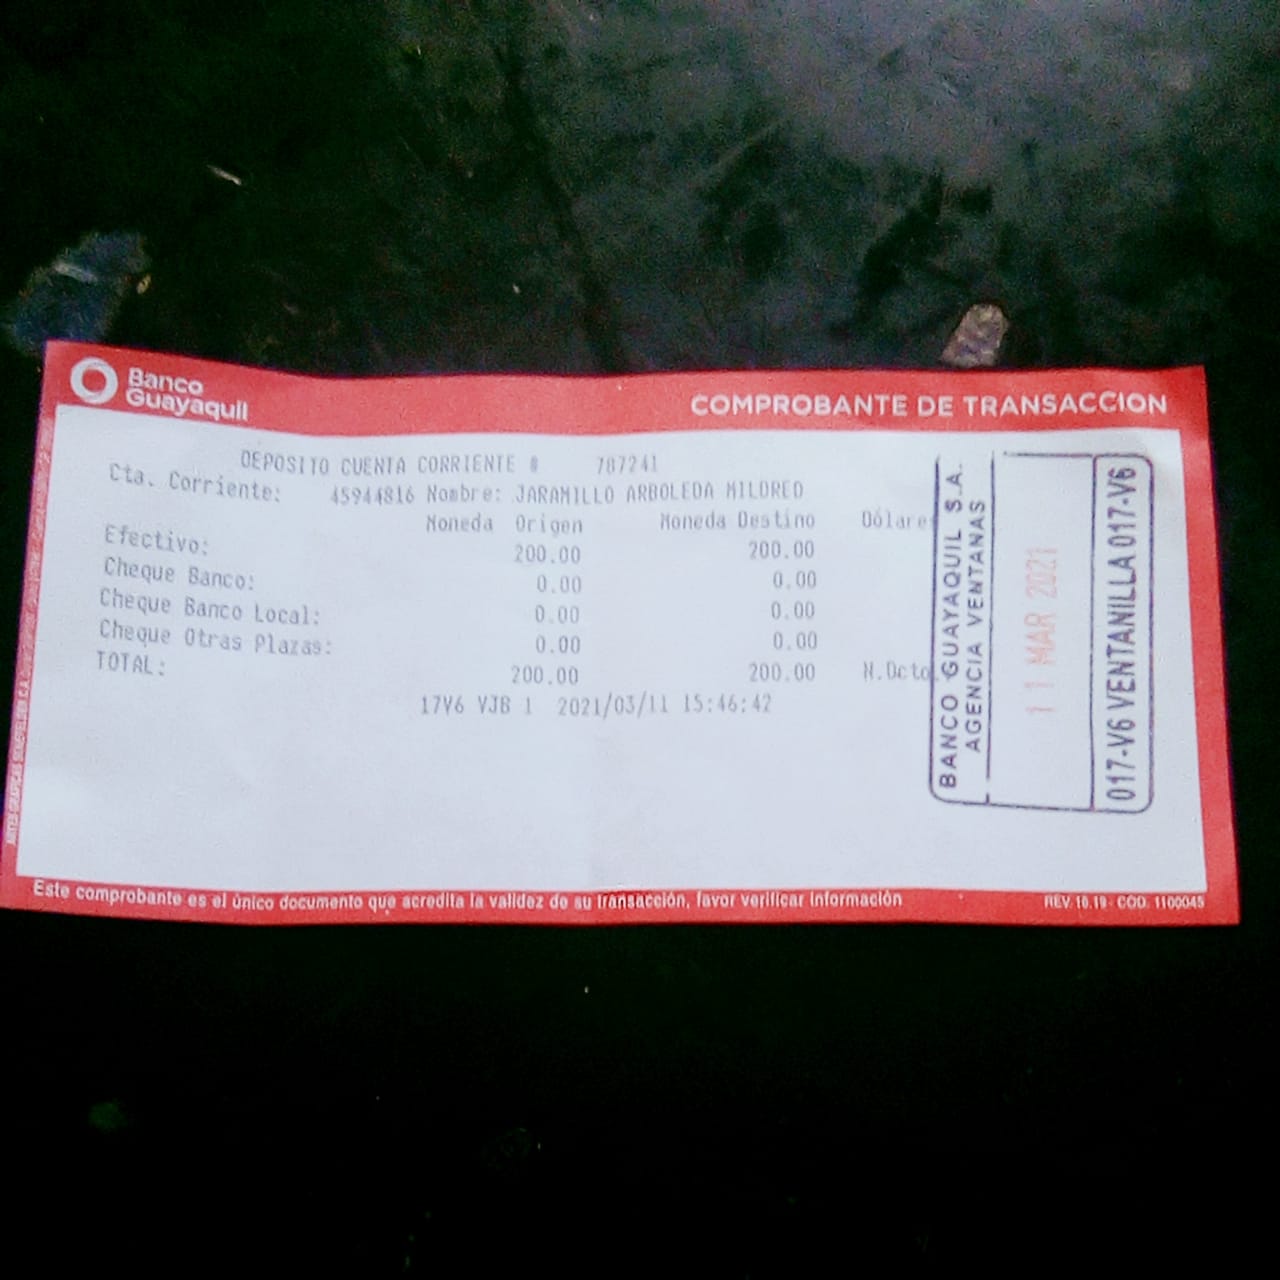 Banco
Guayaquil
COMPROBANTE DE TRANSACCION
DEPOSITO CUENTA CORRIENTE # 787241
Cta. Corriente: 45944816 Nombre: JARAMILLO ARBOLEDA MILDRED
Moneda Origen Moneda Destino Dólare
Efectivo: 200.00 200.00
Cheque Banco: 0.00 0.00
Cheque Banco Local: 0.00 0.00
Cheque Otras Plazas: 0.00 0.00
TOTAL: 200.00 200.00 N.Dcto
17V6 VJB 1 2021/03/11 15:46:42
BANCO GUAYAQUIL S.A.
AGENCIA VENTANAS
11 MAR 2021
017-V6 VENTANILLA 017-V6
Este comprobante es el único documento que acredita la validez de su transacción, favor verificar información
REV. 10.19 - COD. 1100045